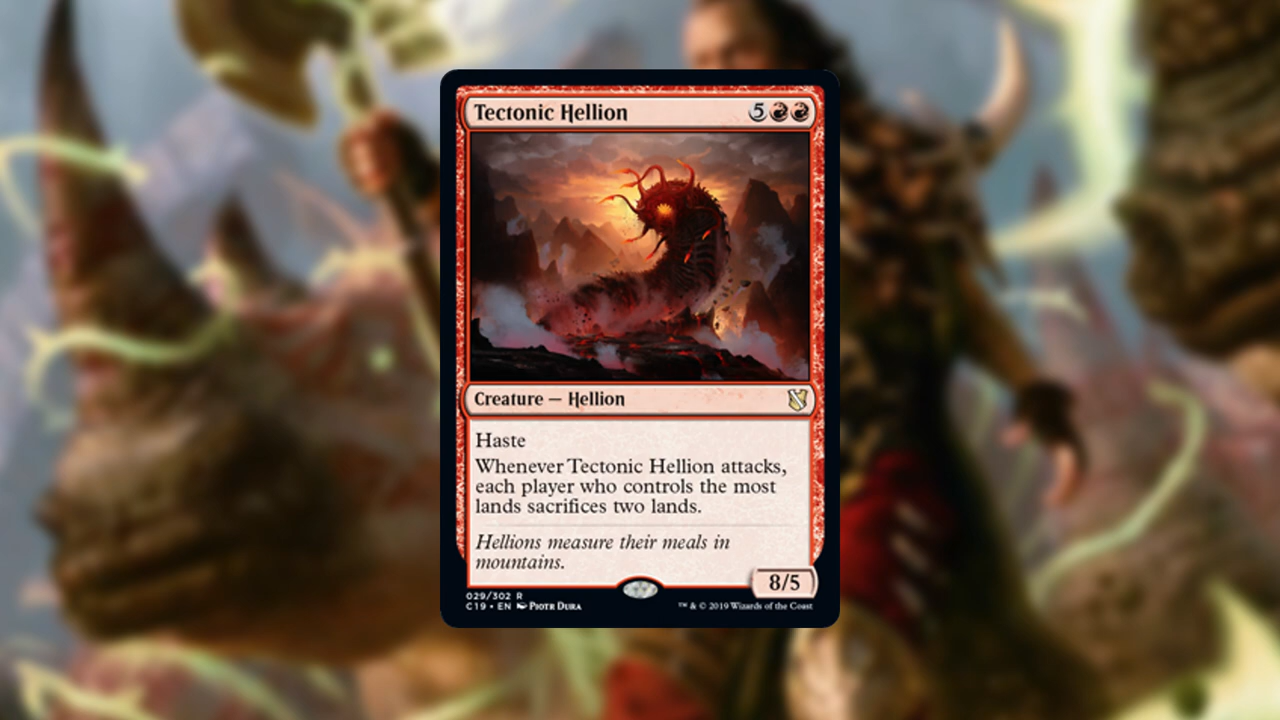 Tectonic Hellion 5
Creature — Hellion
Haste
Whenever Tectonic Hellion attacks,
each player who controls the most
lands sacrifices two lands.
Hellions measure their meals in
mountains.
8/5
029/302 R
C19 • EN Piotr Dura ™ & © 2019 Wizards of the Coast